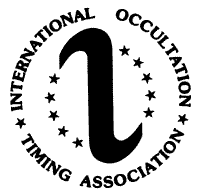 INTERNATIONAL OCCULTATION
TIMING ASSOCIATION